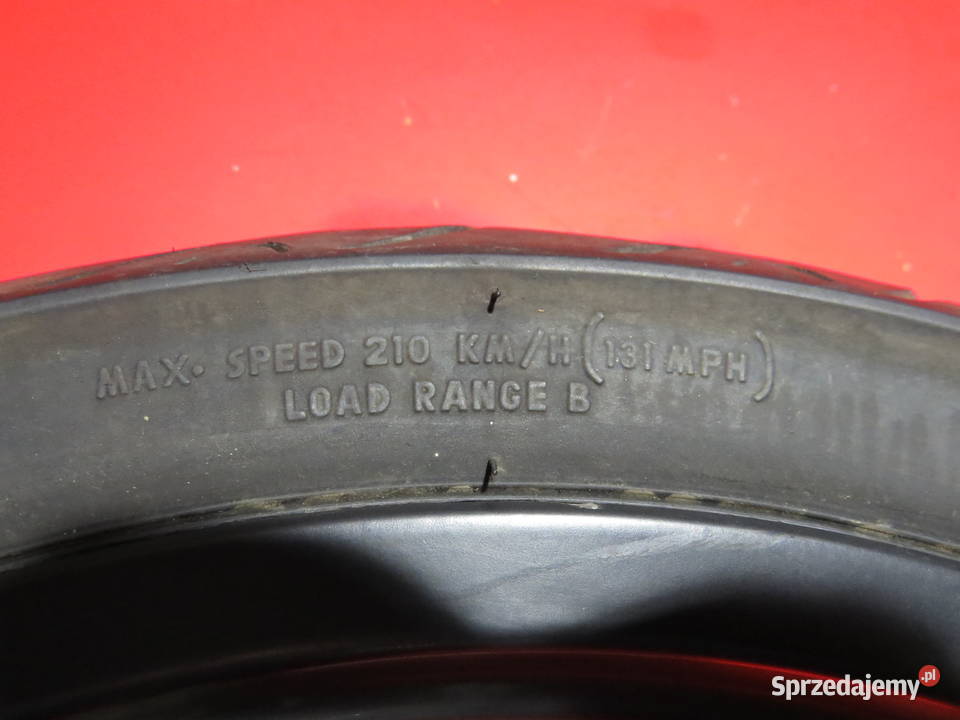 MAX. SPEED 210 KM/H (131 MPH)
LOAD RANGE B
Sprzedajemy.pl